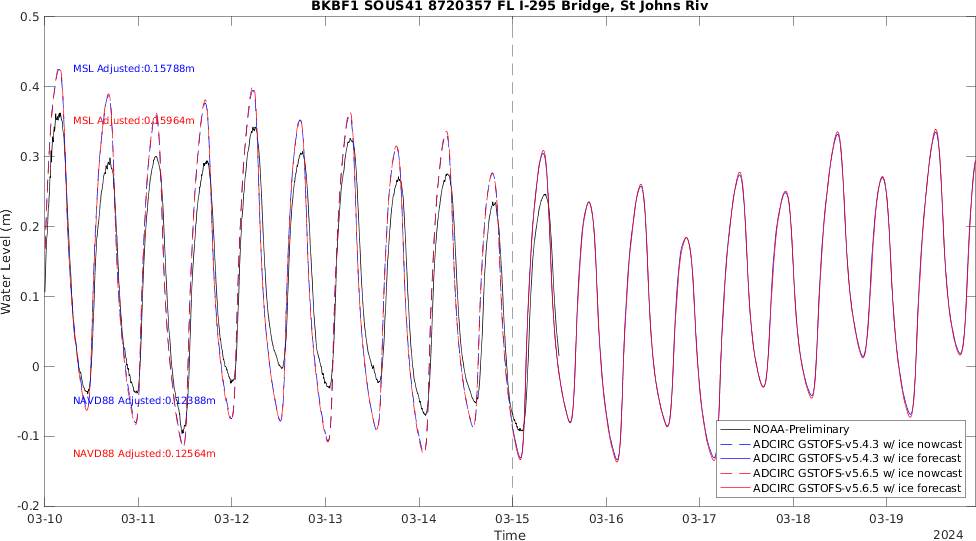 BKBF1 SOUS41 8720357 FL I-295 Bridge, St Johns Riv
0.5
0.4
0.3
0.2
0.1
0
-0.1
-0.2
Water Level (m)
MSL Adjusted:0.15788m
MSL Adjusted:0.15964m
NAVD88 Adjusted:0.12388m
NAVD88 Adjusted:0.12564m
NOAA-Preliminary
ADCIRC GSTOFS-v5.4.3 w/ ice nowcast
ADCIRC GSTOFS-v5.4.3 w/ ice forecast
ADCIRC GSTOFS-v5.6.5 w/ ice nowcast
ADCIRC GSTOFS-v5.6.5 w/ ice forecast
03-10 03-11 03-12 03-13 03-14 03-15 03-16 03-17 03-18 03-19
Time
2024